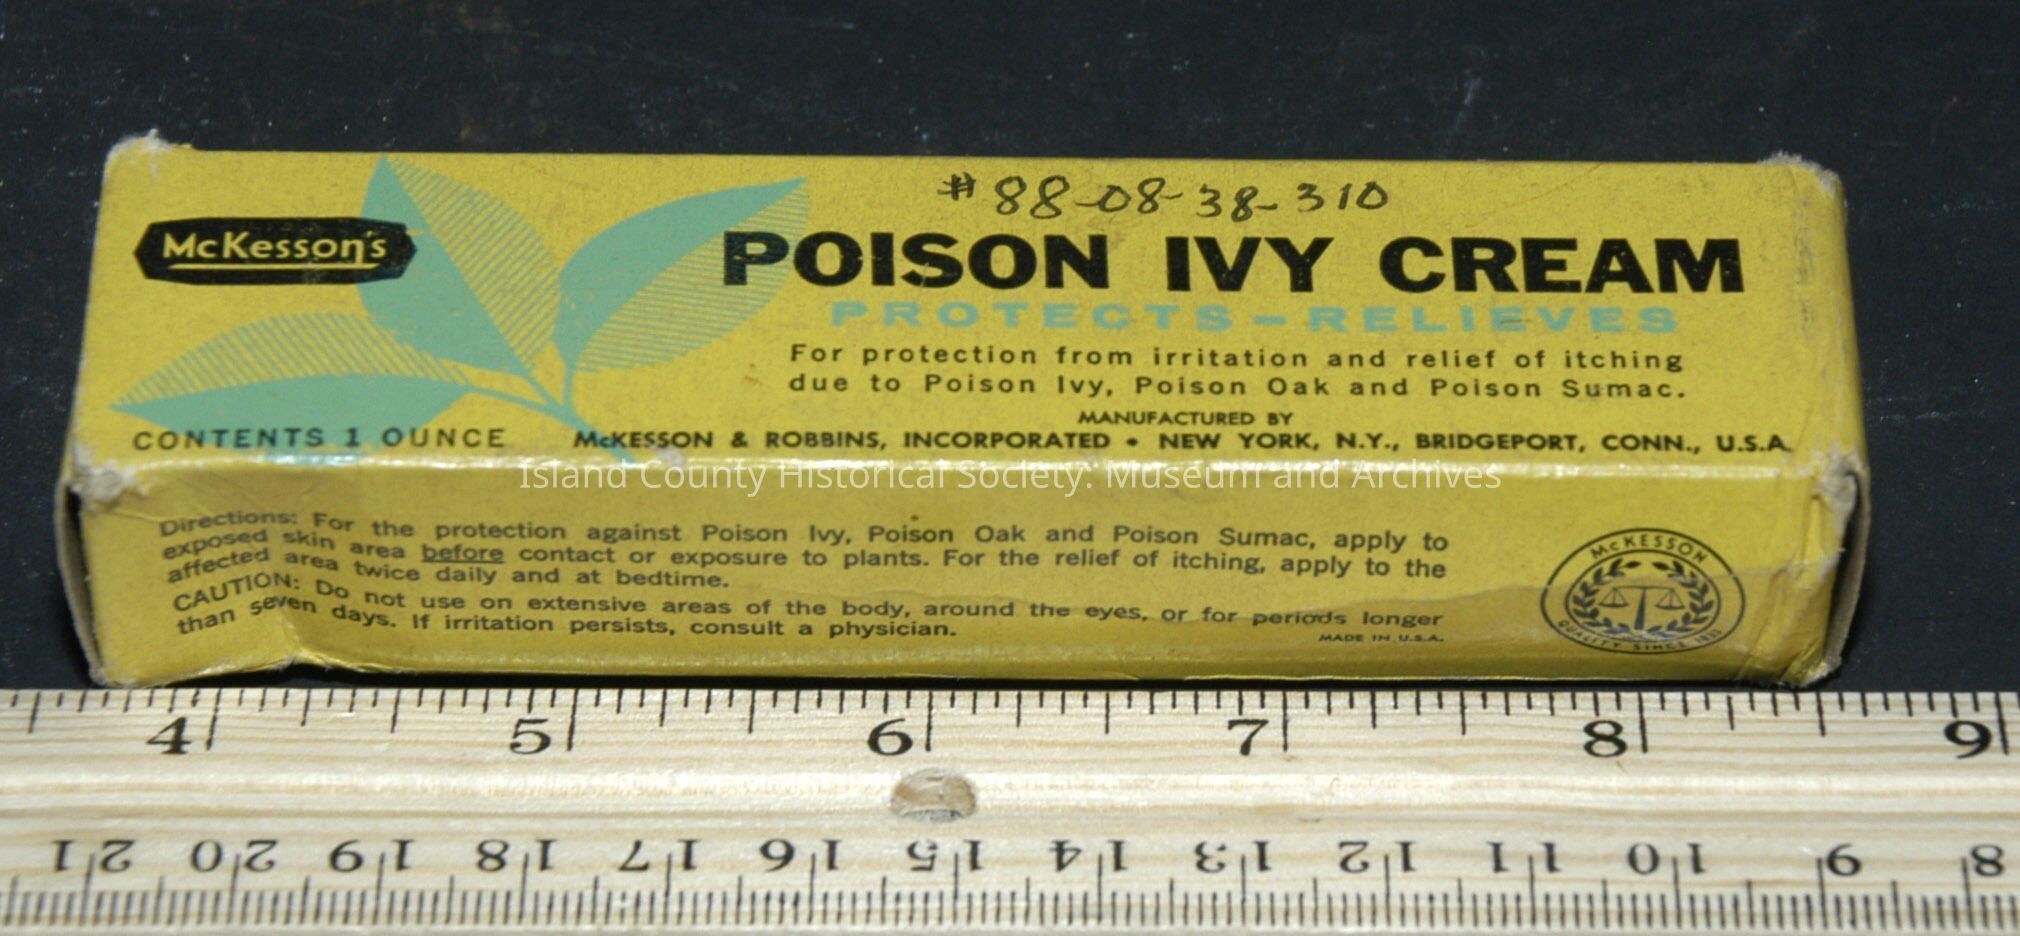 #88-08-38-310
McKesson's
POISON IVY CREAM
PROTECTS-RELIEVES
For protection from irritation and relief of itching
due to Poison Ivy, Poison Oak and Poison Sumac.
MANUFACTURED BY
CONTENTS 1 OUNCE McKESSON & ROBBINS, INCORPORATED • NEW YORK, N.Y., BRIDGEPORT, CONN., U.S.A.
Island County Historical Society: Museum and Archives
Directions: For the protection against Poison Ivy, Poison Oak and Poison Sumac, apply to
exposed skin area before contact or exposure to plants. For the relief of itching, apply to the
affected area twice daily and at bedtime.
CAUTION: Do not use on extensive areas of the body, around the eyes, or for periods longer
than seven days. If irritation persists, consult a physician.
MADE IN U.S.A.
McKESSON
QUALITY SINCE 1833
4 5 6 7 8 9
21 20 19 18 17 16 15 14 13 12 11 10 9 8